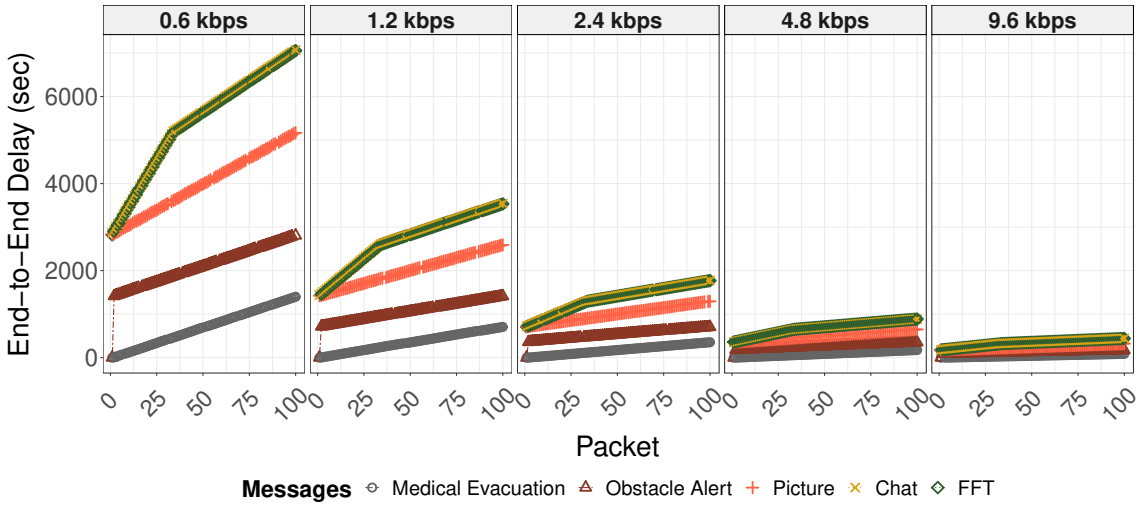 0.6 kbps 1.2 kbps 2.4 kbps 4.8 kbps 9.6 kbps
End−to−End Delay (sec)
6000
4000
2000
0
0 25 50 75 100 0 25 50 75 100 0 25 50 75 100 0 25 50 75 100 0 25 50 75 100
Packet
Messages Medical Evacuation Obstacle Alert Picture Chat FFT